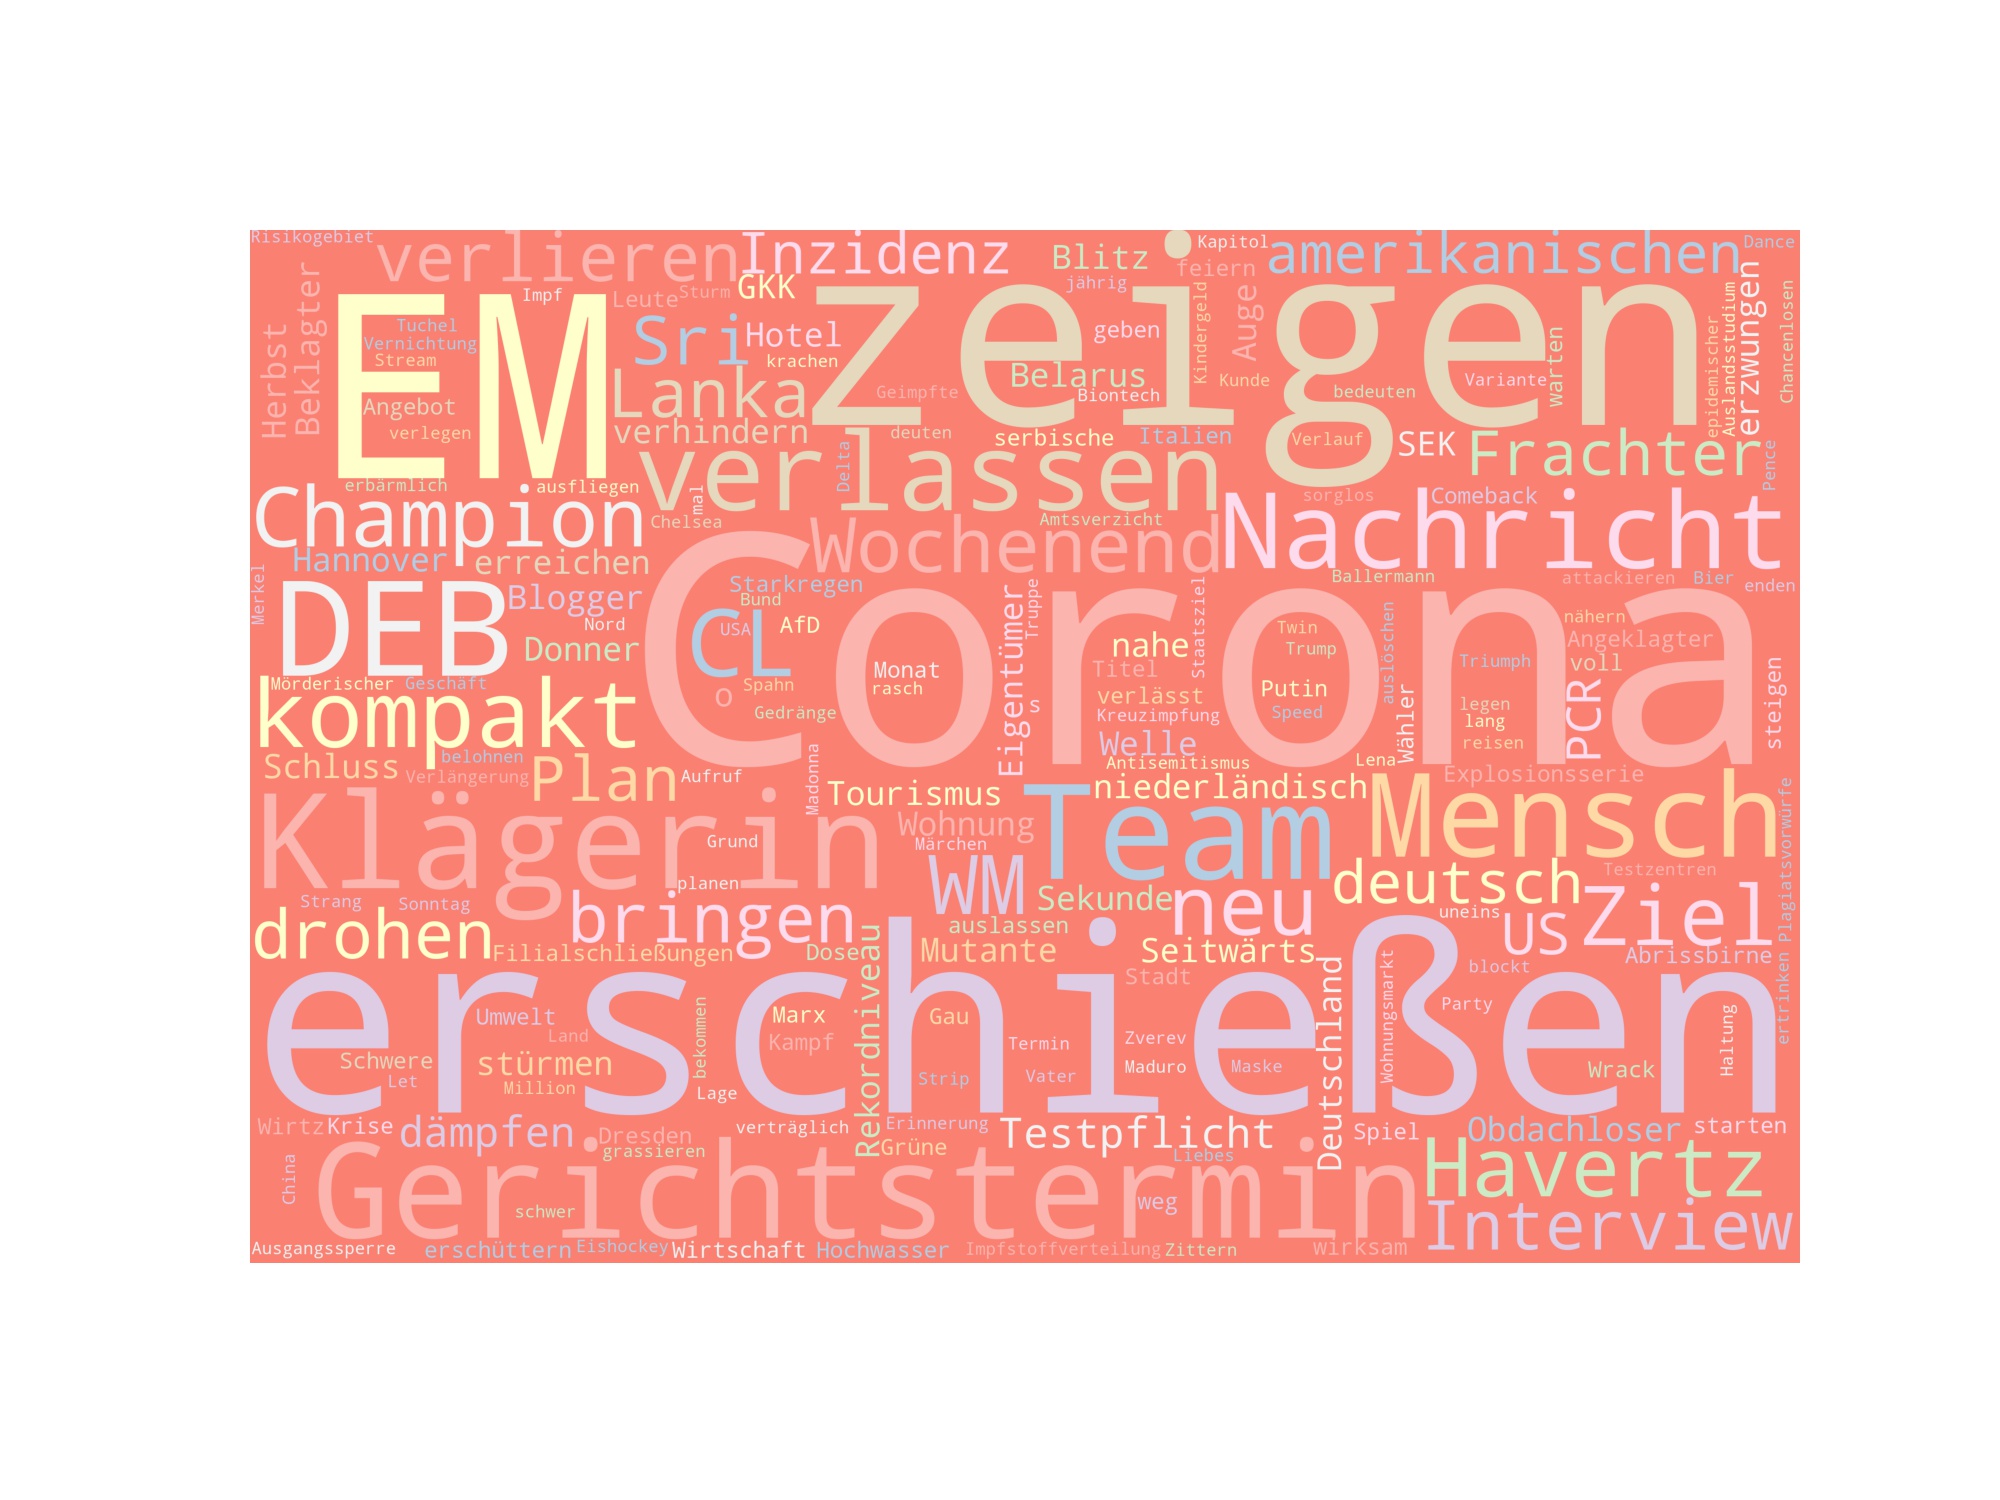 Risikogebiet
verlieren
Inzidenz
Blitz
Kapitol
amerikanischen
Dance
feiern
jährig
GKK
Impf
Leute
Sturm
EM
zeigen
Herbst
Beklagter
Tuchel
Vernichtung
Stream
Sri
Hotel
krachen
geben
Kindergeld
Auge
warten
epidemischer
Auslandsstudium
erzwungen
Chancenlosen
Lanka
Belarus
Biontech
Kunde
bedeuten
Variante
Geimpfte
Angebot
verlegen
verhindern
deuten
serbische
Italien
Verlauf
SEK
Frachter
Pence
verlassen
Delta
erbärmlich
ausfliegen
mal
sorglos
Comeback
Champion
Chelsea
Wochenend
Amtsverzicht
Nachricht
Hannover
erreichen
Merkel
Starkregen
Ballermann
attackieren
Bier
enden
DEB
Blogger
Bund
Corona
Nord
USA
AfD
CL
Truppe
Eigentümer
Staatsziel
Twin
Trump
auslöschen
nähern
Angeklagter
Donner
nahe
Monat
Titel
Triumph
voll
Mörderischer
Geschäft
Spahn
rasch
verlässt
Putin
legen
PCR
steigen
kompakt
o
s
Gedränge
Kreuzimpfung
Speed
Wähler
lang
reisen
Welle
Schluss
belohnen
Verlängerung
Plan
Aufruf
Madonna
Antisemitismus
Lena
Explosionsserie
Tourismus
niederländisch
Klägerin
Wohnung
Team
Mensch
Grund
Märchen
Plagiatsvorwürfe
planen
WM
Sekunde
neu
deutsch
Testzentren
Strang
Sonntag
bringen
auslassen
uneins
US
Ziel
drohen
Filialschließungen
Dose
Rekordniveau
Mutante
Seitwärts
Deutschland
Wohnungsmarkt
Abrissbirne
blockt
Stadt
erschießen
ertrinken
Umwelt
Land
bekommen
Marx
Gau
Party
Haltung
Schwere
stürmen
Kampf
Termin
Zverev
Let
Million
Lage
Strip
Vater
Maduro
Maske
Wrack
Wirtz
Krise
dämpfen
Dresden
verträglich
Erinnerung
Testpflicht
Spiel
Obdachloser
starten
grassieren
Grüne
Liebes
China
Gerichtstermin
Havertz
schwer
weg
Interview
Ausgangssperre
erschüttern
Eishockey
Wirtschaft
Hochwasser
Impfstoffverteilung
Zittern
wirksam